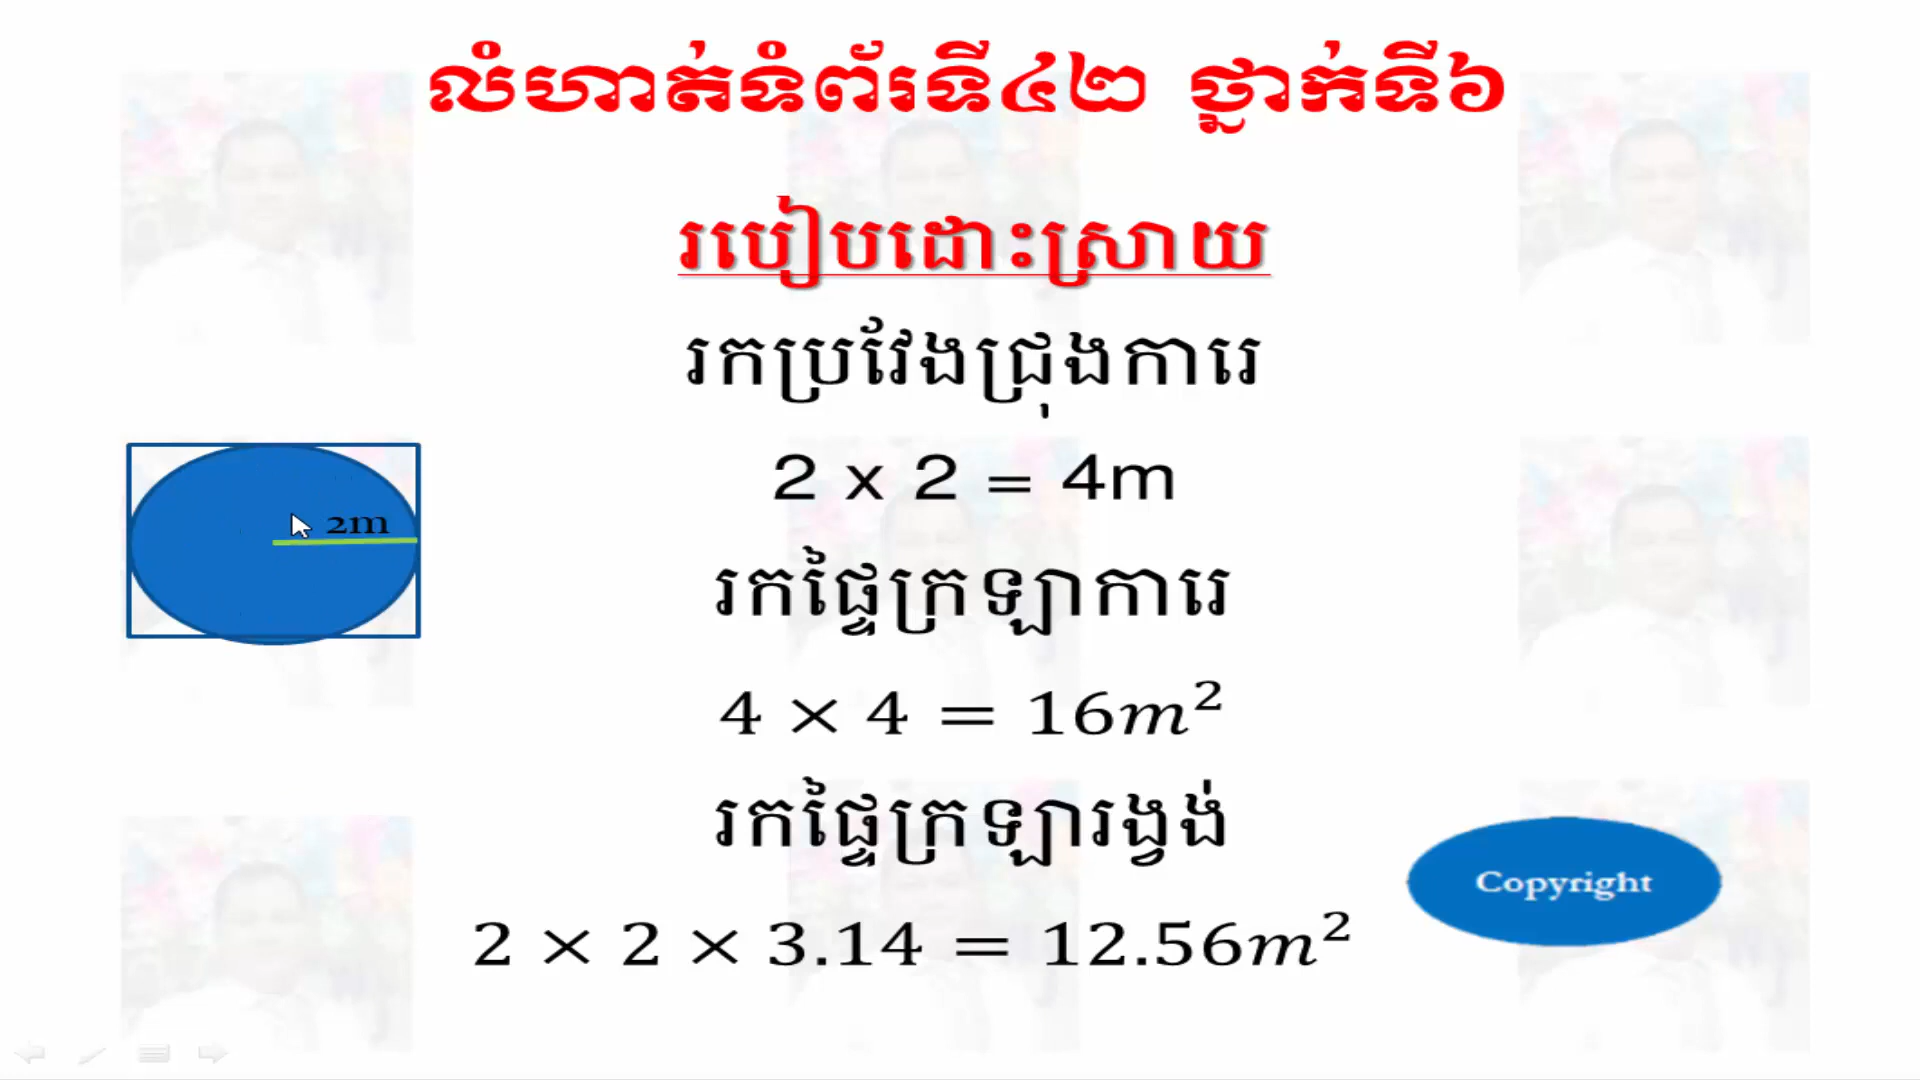 លំហាត់ទំព័រទី៤២ ថ្នាក់ទី៦
របៀបដោះស្រាយ
រកប្រវែងជ្រុងការេ
2 x 2 = 4m
2m
រកផ្ទៃក្រឡាការេ
4 × 4 = 16m²
រកផ្ទៃក្រឡារង្វង់
Copyright
2 × 2 × 3.14 = 12.56m²